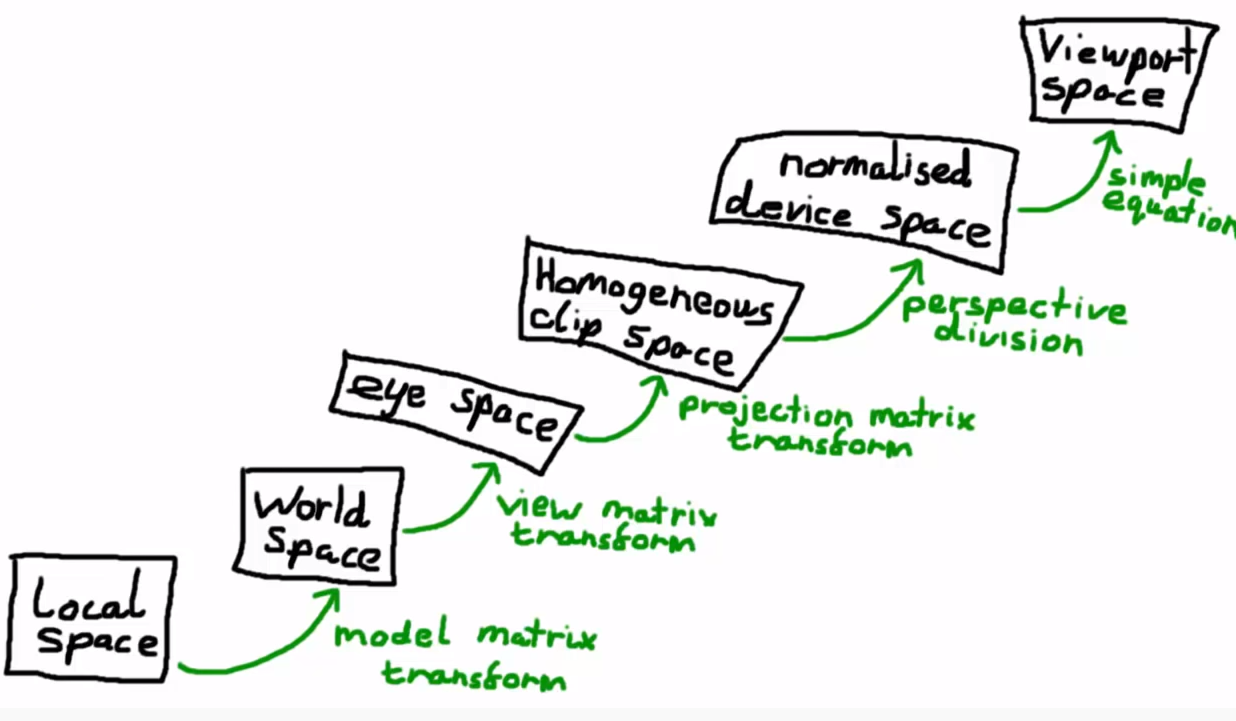 Viewport
space
simple
equation
normalised
device space
perspective
division
Homogeneous
clip space
projection matrix
transform
eye space
view matrix
transform
World
Space
model matrix
transform
Local
space